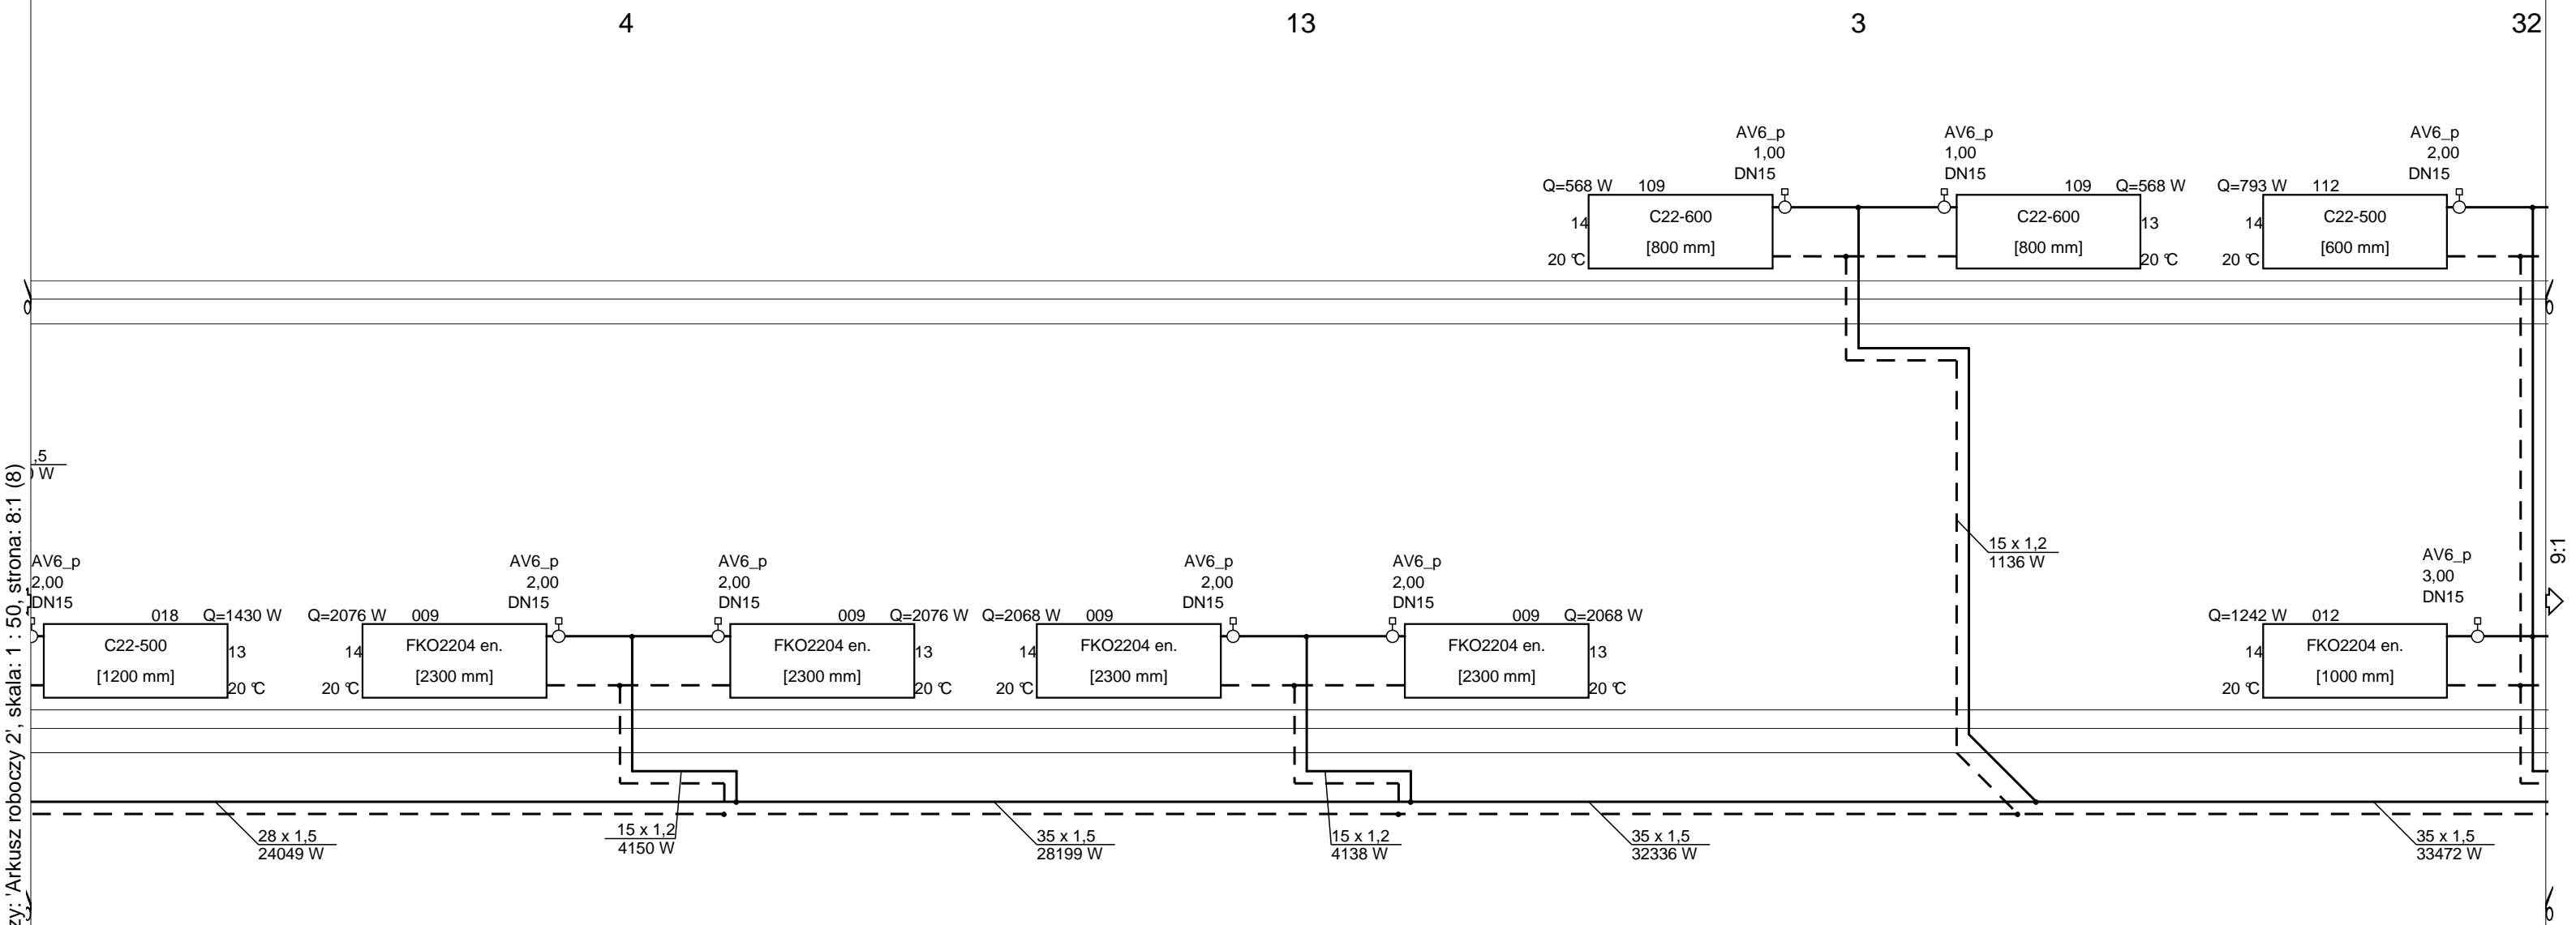 4
13
3
32
AV6_p
1,00
DN15
AV6_p
1,00
DN15
AV6_p
2,00
DN15
Q=568 W 109
C22-600
[800 mm]
14
20 °C
109 Q=568 W
C22-600
[800 mm]
13
20 °C
Q=793 W 112
C22-500
[600 mm]
14
20 °C
,5
W
15 x 1,2
1136 W
AV6_p
2,00
DN15
018 Q=1430 W
C22-500
[1200 mm]
13
20 °C
AV6_p
2,00
DN15
Q=2076 W 009
FKO2204 en.
[2300 mm]
14
20 °C
AV6_p
2,00
DN15
009 Q=2076 W
FKO2204 en.
[2300 mm]
13
20 °C
AV6_p
2,00
DN15
Q=2068 W 009
FKO2204 en.
[2300 mm]
14
20 °C
AV6_p
2,00
DN15
009 Q=2068 W
FKO2204 en.
[2300 mm]
13
20 °C
AV6_p
3,00
DN15
Q=1242 W 012
FKO2204 en.
[1000 mm]
14
20 °C
28 x 1,5
24049 W
15 x 1,2
4150 W
35 x 1,5
28199 W
15 x 1,2
4138 W
35 x 1,5
32336 W
35 x 1,5
33472 W
zy: 'Arkusz roboczy 2', skala: 1 : 50, strona: 8:1 (8)
9:1